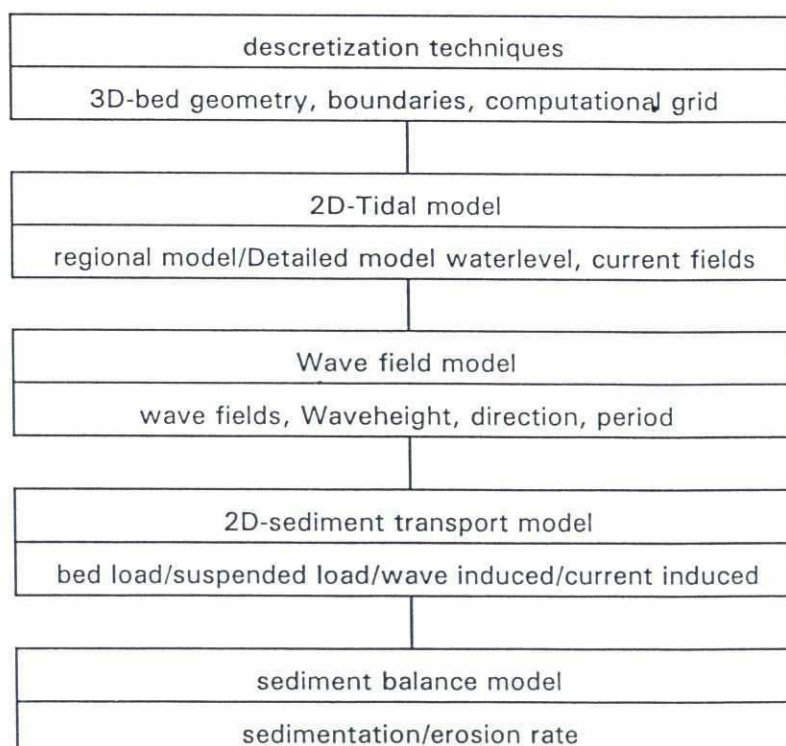 descretization techniques
3D-bed geometry, boundaries, computational grid
2D-Tidal model
regional model/Detailed model waterlevel, current fields
Wave field model
wave fields, Waveheight, direction, period
2D-sediment transport model
bed load/suspended load/wave induced/current induced
sediment balance model
sedimentation/erosion rate